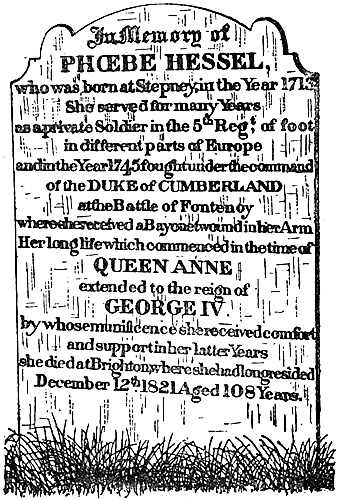 In Memory of
PHŒBE HESSEL,
who was born at Stepney, in the Year 1713
She served for many Years
as a private Soldier in the 5th Regt. of foot
in different parts of Europe
and in the Year 1745 fought under the command
of the DUKE of CUMBERLAND
at the Battle of Fontenoy
where she received a Bayonet wound in her Arm
Her long life which commenced in the time of
QUEEN ANNE
extended to the reign of
GEORGE IV.
by whose munificence she received comfort
and support in her latter Years
she died at Brighton, where she had long resided
December 12th 1821 Aged 108 Years.